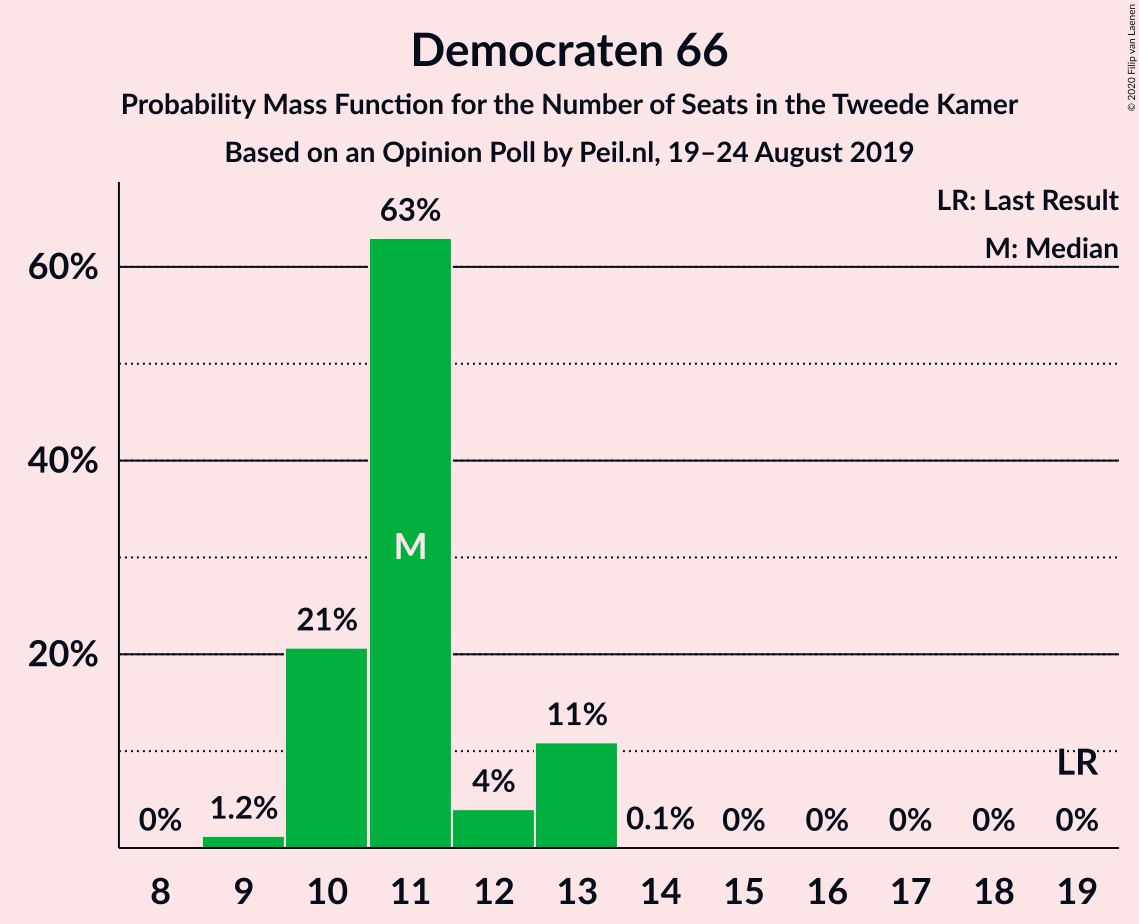 Democraten 66
Probability Mass Function for the Number of Seats in the Tweede Kamer
Based on an Opinion Poll by Peil.nl, 19–24 August 2019
© 2020 Filip van Laenen
LR: Last Result
M: Median
60%
40%
20%
0%
1.2%
21%
63%
4%
11%
0.1%
0%
0%
0%
0%
0%
M
LR
8 9 10 11 12 13 14 15 16 17 18 19